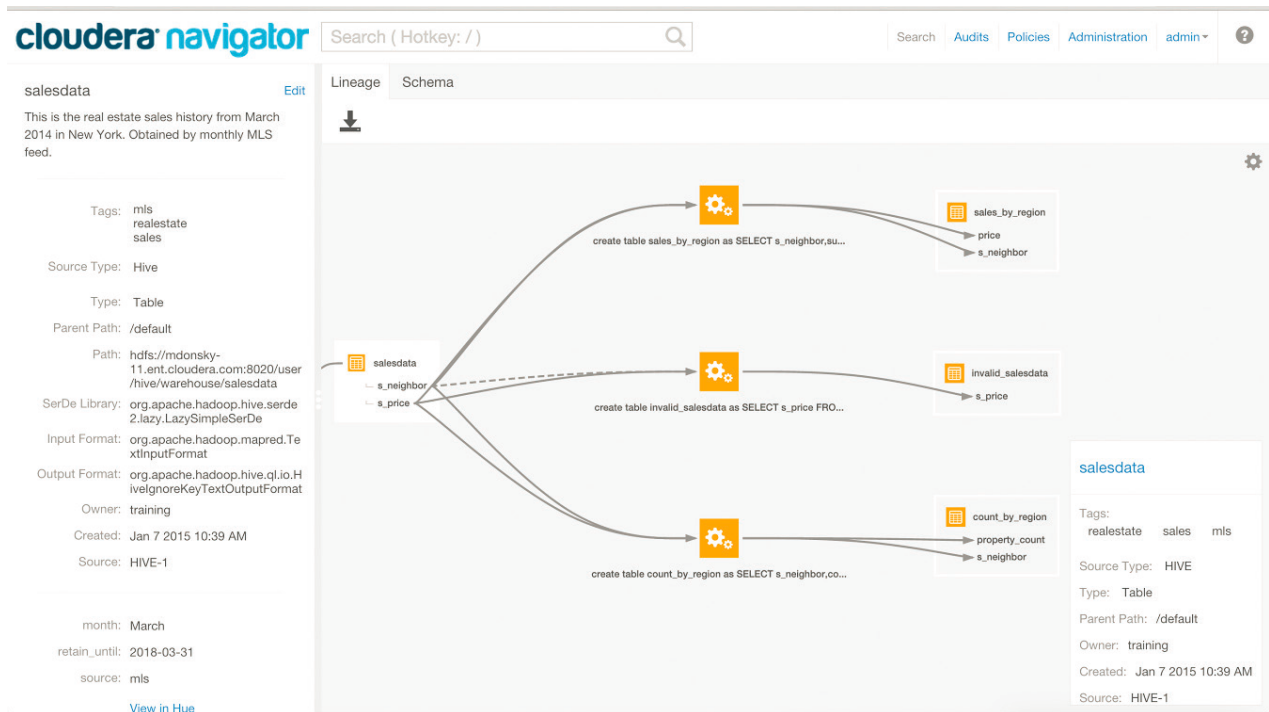 cloudera navigator
Search ( Hotkey: / )
Search Audits Policies Administration admin ?
salesdata Edit
This is the real estate sales history from March
2014 in New York. Obtained by monthly MLS
feed.
Tags: mls
realestate
sales
Source Type: Hive
Type: Table
Parent Path: /default
Path: hdfs://mdonsky-
11.ent.cloudera.com:8020/user
/hive/warehouse/salesdata
SerDe Library: org.apache.hadoop.hive.serde
2.lazy.LazySimpleSerDe
Input Format: org.apache.hadoop.mapred.Te
xtInputFormat
Output Format: org.apache.hadoop.hive.ql.io.H
iveIgnoreKeyTextOutputFormat
Owner: training
Created: Jan 7 2015 10:39 AM
Source: HIVE-1
month: March
retain_until: 2018-03-31
source: mls
View in Hue
Lineage Schema
salesdata
s_neighbor
s_price
create table sales_by_region as SELECT s_neighbor,su...
sales_by_region
price
s_neighbor
create table invalid_salesdata as SELECT s_price FRO...
invalid_salesdata
s_price
create table count_by_region as SELECT s_neighbor,co...
count_by_region
property_count
s_neighbor
salesdata
Tags:
realestate sales mls
Source Type: HIVE
Type: Table
Parent Path: /default
Owner: training
Created: Jan 7 2015 10:39 AM
Source: HIVE-1